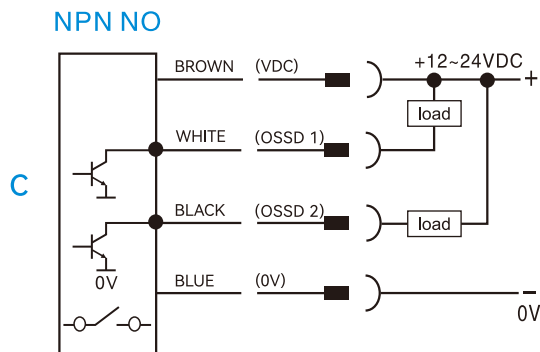 NPN NO
BROWN (VDC) +12~24VDC +
load
WHITE (OSSD 1)
C
BLACK (OSSD 2) load
0V
BLUE (0V) −
0V